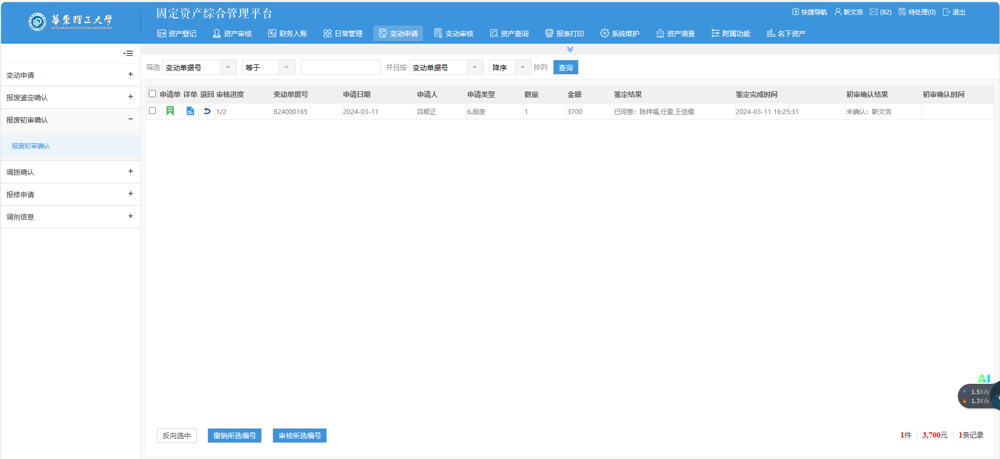 華東理工大學
EAST CHINA UNIVERSITY OF SCIENCE AND TECHNOLOGY
固定资产综合管理平台
快捷导航 靳文浩 (82) 待处理(0) 退出
资产登记 资产审核 财务入账 日常管理 变动申请 变动审核 资产查询 报表打印 系统维护 资产清查 附属功能 名下资产
变动申请 +
报废鉴定确认 +
报废初审确认 −
报废初审确认
调拨确认 +
报修申请 +
调剂信息 +
筛选 变动单据号 等于 并且按 变动单据号 降序 排列 查询
申请单 详单 退回 审核进度 变动单据号 申请日期 申请人 申请类型 数量 金额 鉴定结果 鉴定完成时间 初审确认结果 初审确认时间
1/2 B24000165 2024-03-11 吕顺正 6.报废 1 3700 已同意：陈祥福,任雷,王信儒 2024-03-11 16:25:31 未确认：靳文浩
AI
1.5K/s
1.3K/s
反向选中 撤销所选编号 审核所选编号 1件 3,700元 1条记录